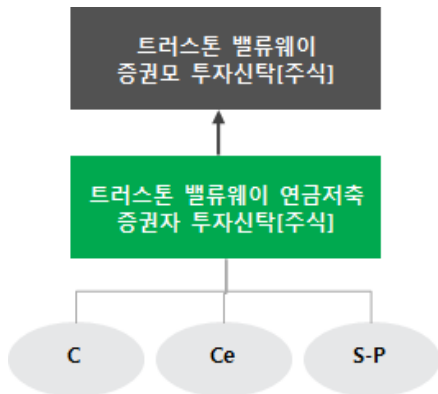 트러스톤 밸류웨이
증권모 투자신탁[주식]
트러스톤 밸류웨이 연금저축
증권자 투자신탁[주식]
C
Ce
S-P